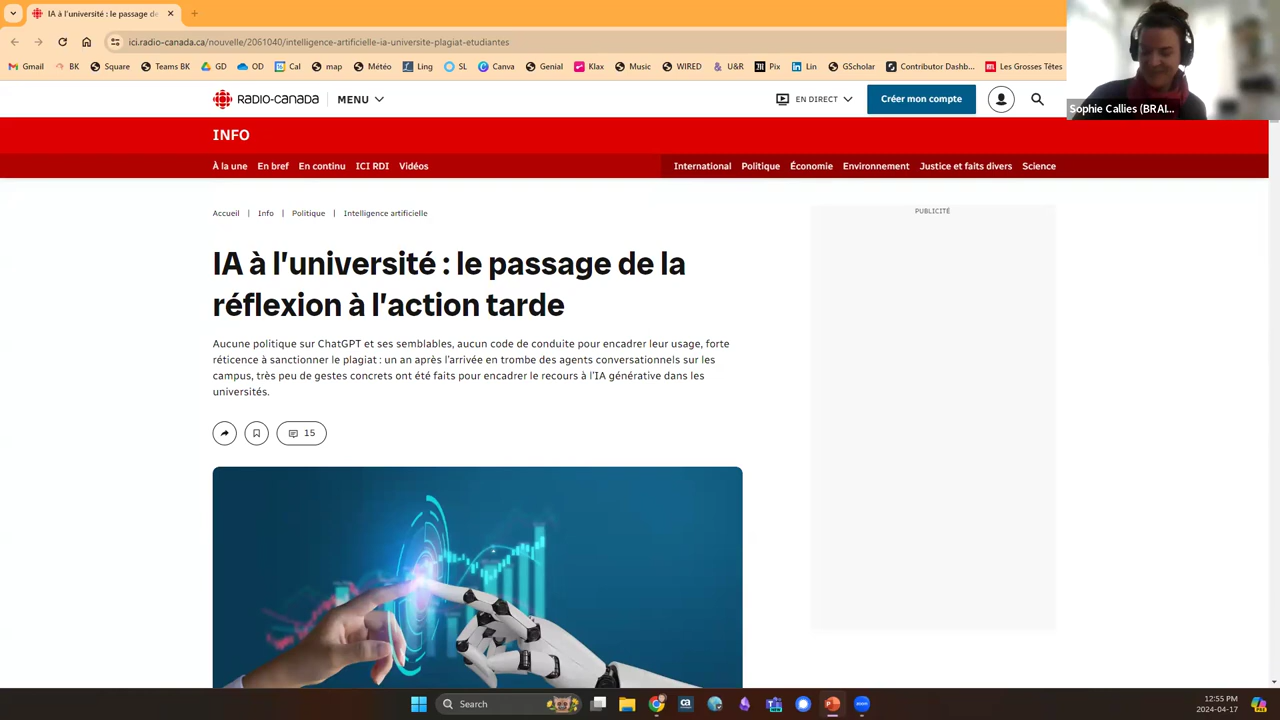 IA à l'université : le passage de
ici.radio-canada.ca/nouvelle/2061040/intelligence-artificielle-ia-universite-plagiat-etudiantes
Gmail BK Square Teams BK GD OD Cal map Météo Ling SL Canva Genial Klax Music WIRED U&R Pix Lin GScholar Contributor Dashb... Les Grosses Têtes
Sophie Callies (BRAI...
RADIO-CANADA MENU EN DIRECT Créer mon compte
INFO
À la une En bref En continu ICI RDI Vidéos International Politique Économie Environnement Justice et faits divers Science
Accueil | Info | Politique | Intelligence artificielle
PUBLICITÉ
IA à l'université : le passage de la
réflexion à l'action tarde
Aucune politique sur ChatGPT et ses semblables, aucun code de conduite pour encadrer leur usage, forte
réticence à sanctionner le plagiat : un an après l'arrivée en trombe des agents conversationnels sur les
campus, très peu de gestes concrets ont été faits pour encadrer le recours à l'IA générative dans les
universités.
15
Search
12:55 PM
2024-04-17